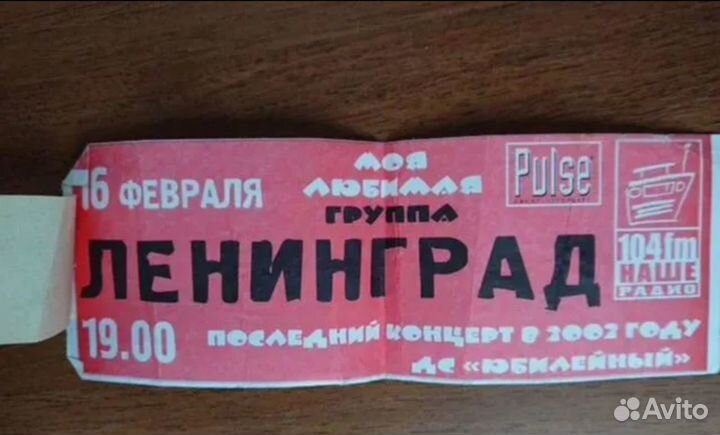 16 ФЕВРАЛЯ
МОЯ
ЛЮБИМАЯ
ГРУППА
ЛЕНИНГРАД
19.00
ПОСЛЕДНИЙ КОНЦЕРТ В 2002 ГОДУ
ДС «ЮБИЛЕЙНЫЙ»
Pulse
104fm
НАШЕ
РАДИО
Avito